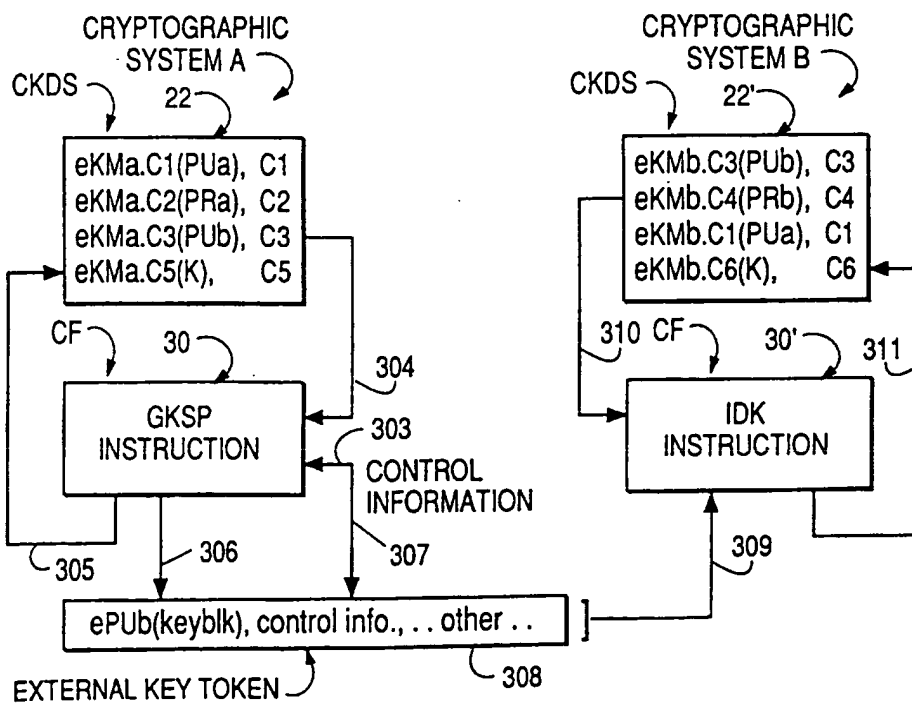 CRYPTOGRAPHIC
SYSTEM A
CKDS
22
eKMa.C1(PUa), C1
eKMa.C2(PRa), C2
eKMa.C3(PUb), C3
eKMa.C5(K), C5
CF
30
304
GKSP
INSTRUCTION
303
CONTROL
INFORMATION
305
306
307
ePUb(keyblk), control info., . . other . .
EXTERNAL KEY TOKEN
308
CRYPTOGRAPHIC
SYSTEM B
CKDS
22'
eKMb.C3(PUb), C3
eKMb.C4(PRb), C4
eKMb.C1(PUa), C1
eKMb.C6(K), C6
310
CF
30'
311
IDK
INSTRUCTION
309